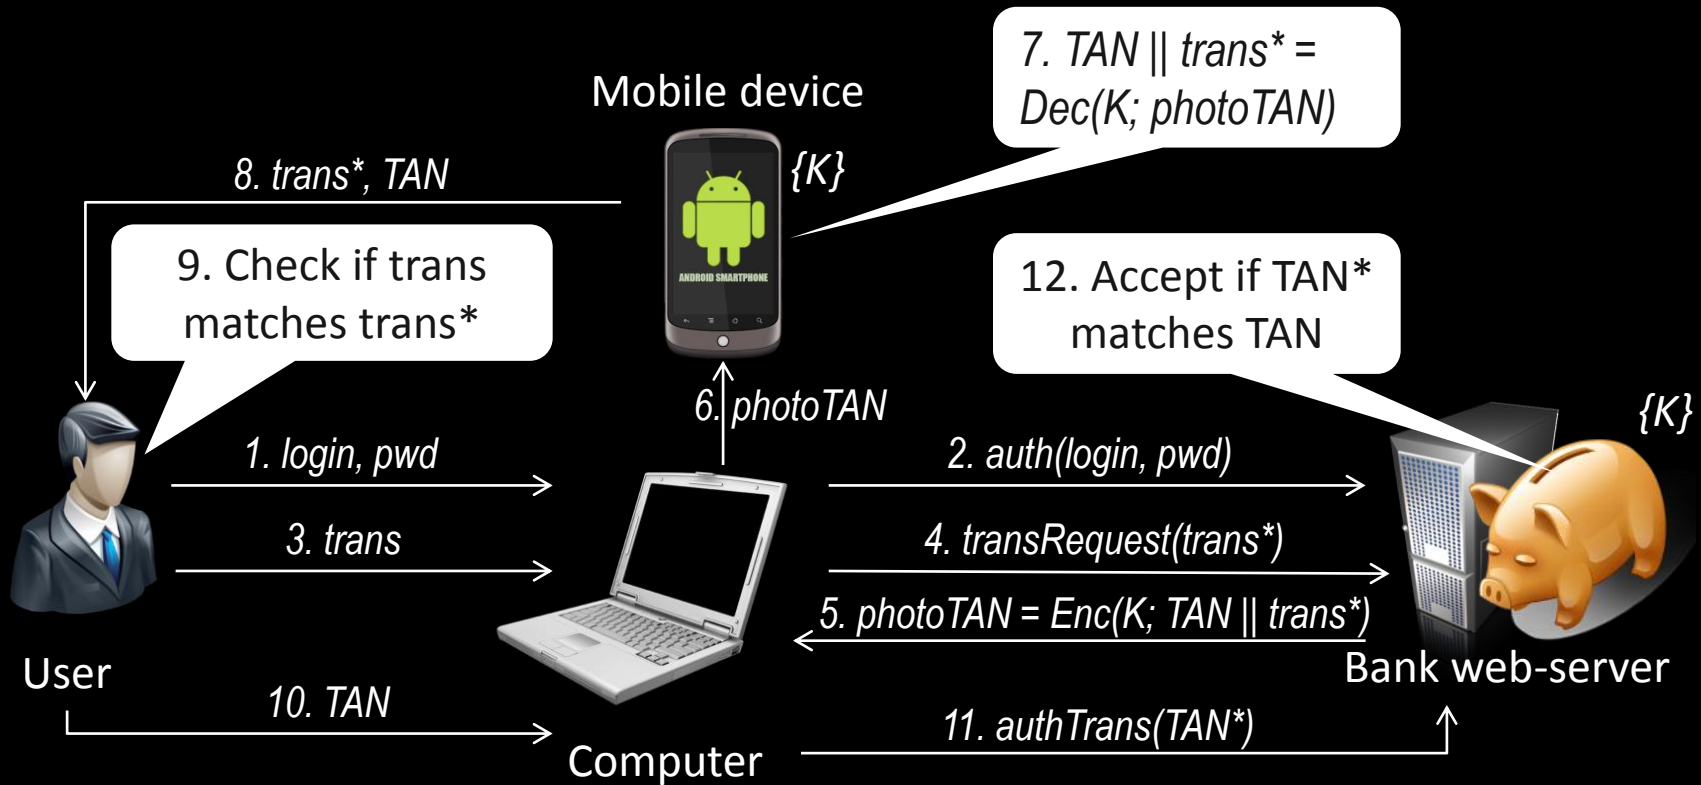 7. TAN || trans* =
Dec(K; photoTAN)
Mobile device
{K}
8. trans*, TAN
ANDROID SMARTPHONE
9. Check if trans
matches trans*
12. Accept if TAN*
matches TAN
6. photoTAN
{K}
1. login, pwd
2. auth(login, pwd)
3. trans
4. transRequest(trans*)
5. photoTAN = Enc(K; TAN || trans*)
User
Bank web-server
10. TAN
11. authTrans(TAN*)
Computer